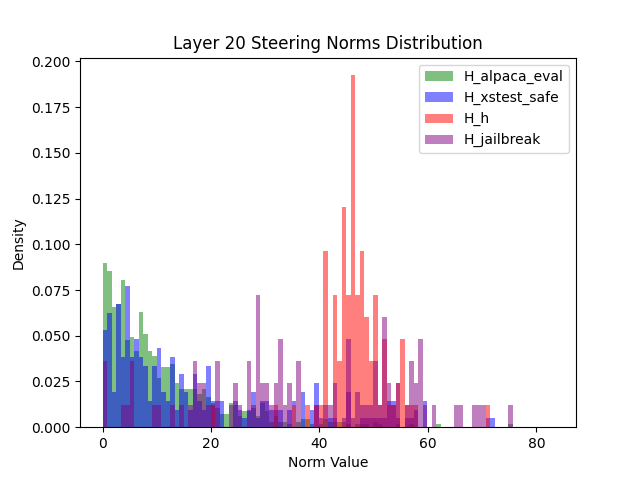 Layer 20 Steering Norms Distribution
H_alpaca_eval
H_xstest_safe
H_h
H_jailbreak
0.200
0.175
0.150
0.125
0.100
0.075
0.050
0.025
0.000
Density
0 20 40 60 80
Norm Value